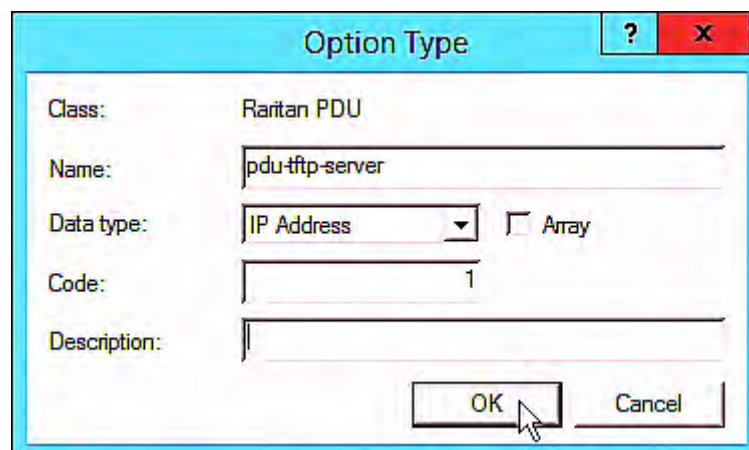 Option Type ? x
Class: Raritan PDU
Name: pdu-tftp-server
Data type: IP Address Array
Code: 1
Description:
OK Cancel